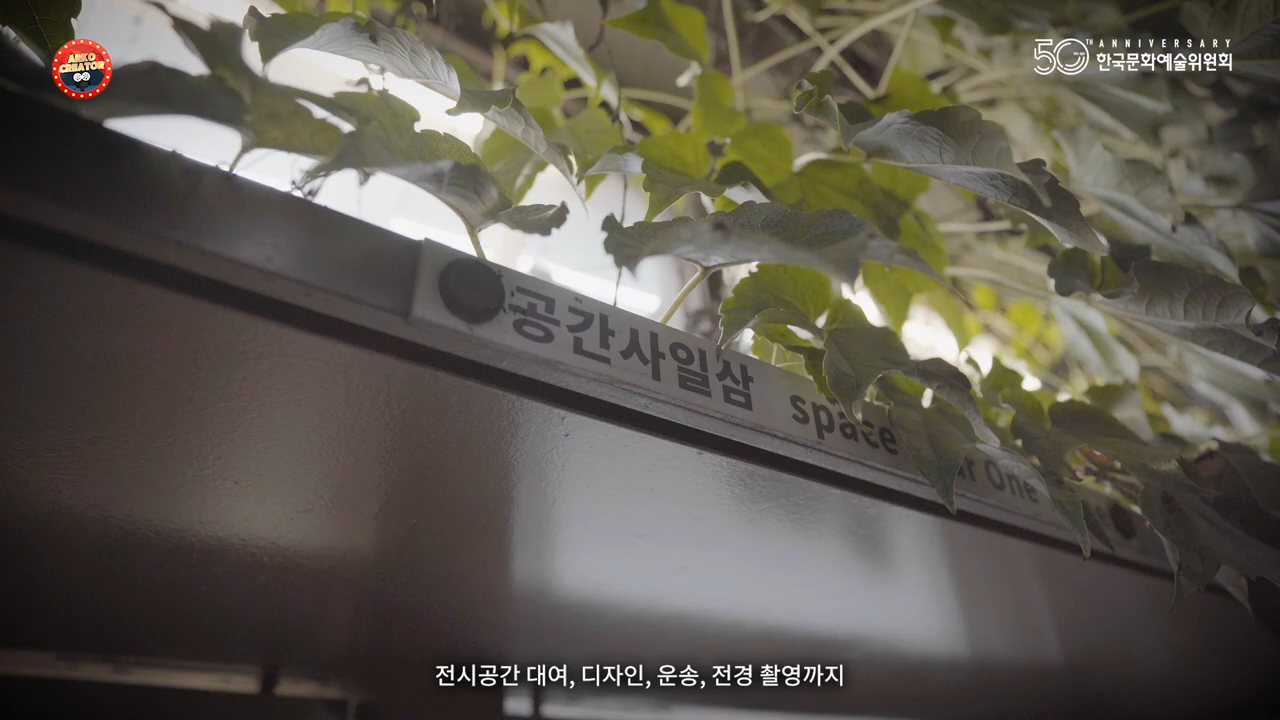 ARKO
CREATOR
50TH ANNIVERSARY
한국문화예술위원회
공간사일삼 space
One
전시공간 대여, 디자인, 운송, 전경 촬영까지